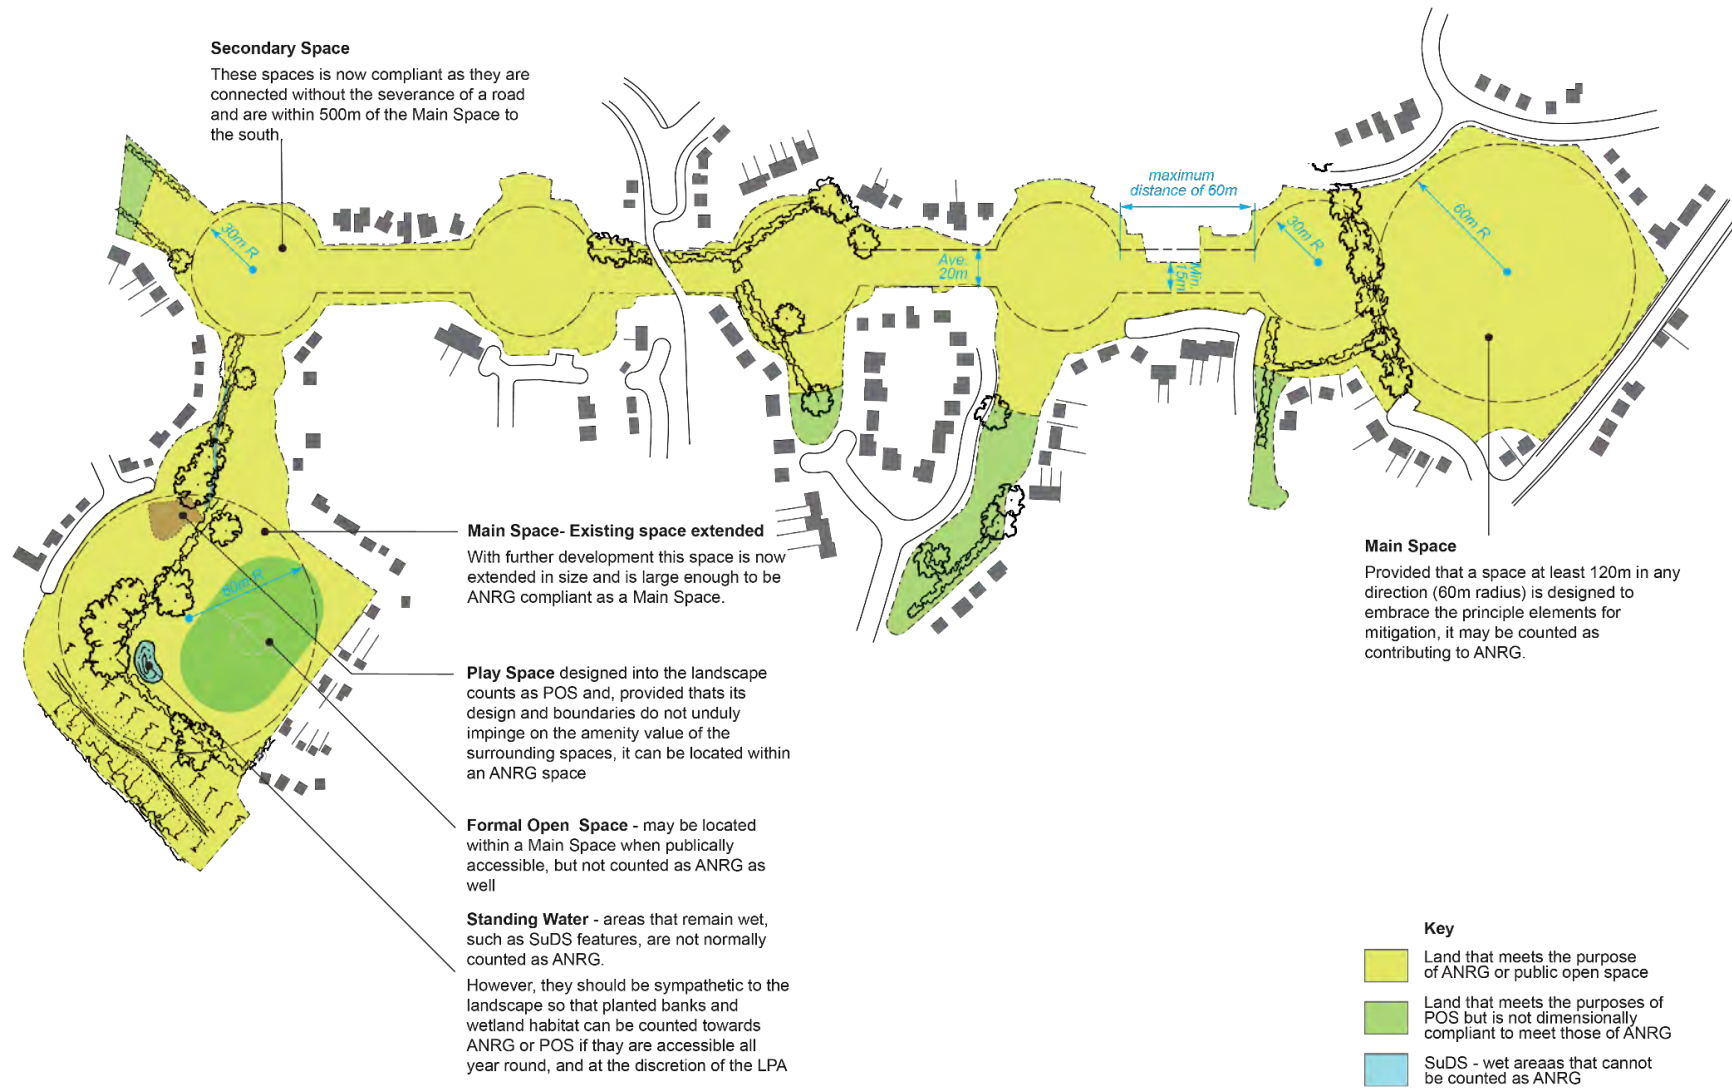 Secondary Space
These spaces is now compliant as they are
connected without the severance of a road
and are within 500m of the Main Space to
the south
30m R
maximum
distance of 60m
Ave.
20m
Min.
15m
30m R
60m R
60m R
Main Space- Existing space extended
With further development this space is now
extended in size and is large enough to be
ANRG compliant as a Main Space.
Play Space designed into the landscape
counts as POS and, provided thats its
design and boundaries do not unduly
impinge on the amenity value of the
surrounding spaces, it can be located within
an ANRG space
Formal Open Space - may be located
within a Main Space when publically
accessible, but not counted as ANRG as
well
Standing Water - areas that remain wet,
such as SuDS features, are not normally
counted as ANRG.
However, they should be sympathetic to the
landscape so that planted banks and
wetland habitat can be counted towards
ANRG or POS if thay are accessible all
year round, and at the discretion of the LPA
Main Space
Provided that a space at least 120m in any
direction (60m radius) is designed to
embrace the principle elements for
mitigation, it may be counted as
contributing to ANRG.
Key
Land that meets the purpose
of ANRG or public open space
Land that meets the purposes of
POS but is not dimensionally
compliant to meet those of ANRG
SuDS - wet areaas that cannot
be counted as ANRG